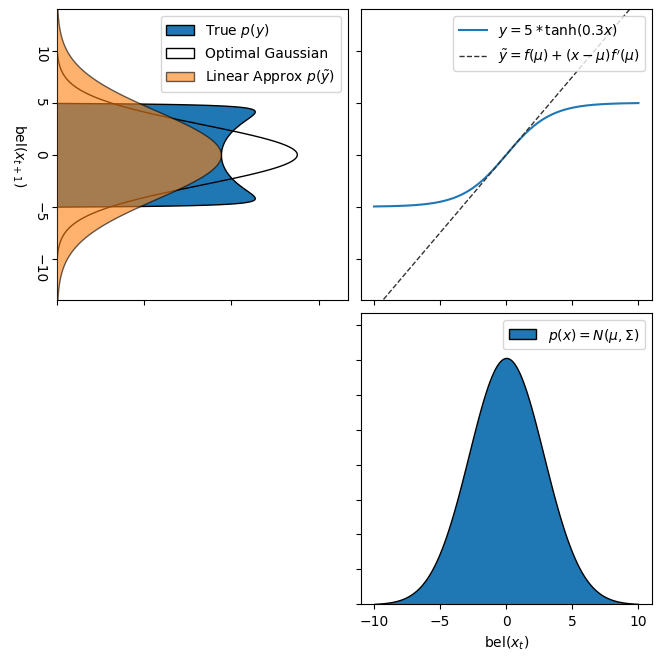 True p(y)
Optimal Gaussian
Linear Approx p(ỹ)
10
5
0
−5
−10
bel(x_{t+1})
y = 5 * tanh(0.3x)
ỹ = f(μ) + (x − μ)f′(μ)
p(x) = N(μ, Σ)
−10 −5 0 5 10
bel(x_t)